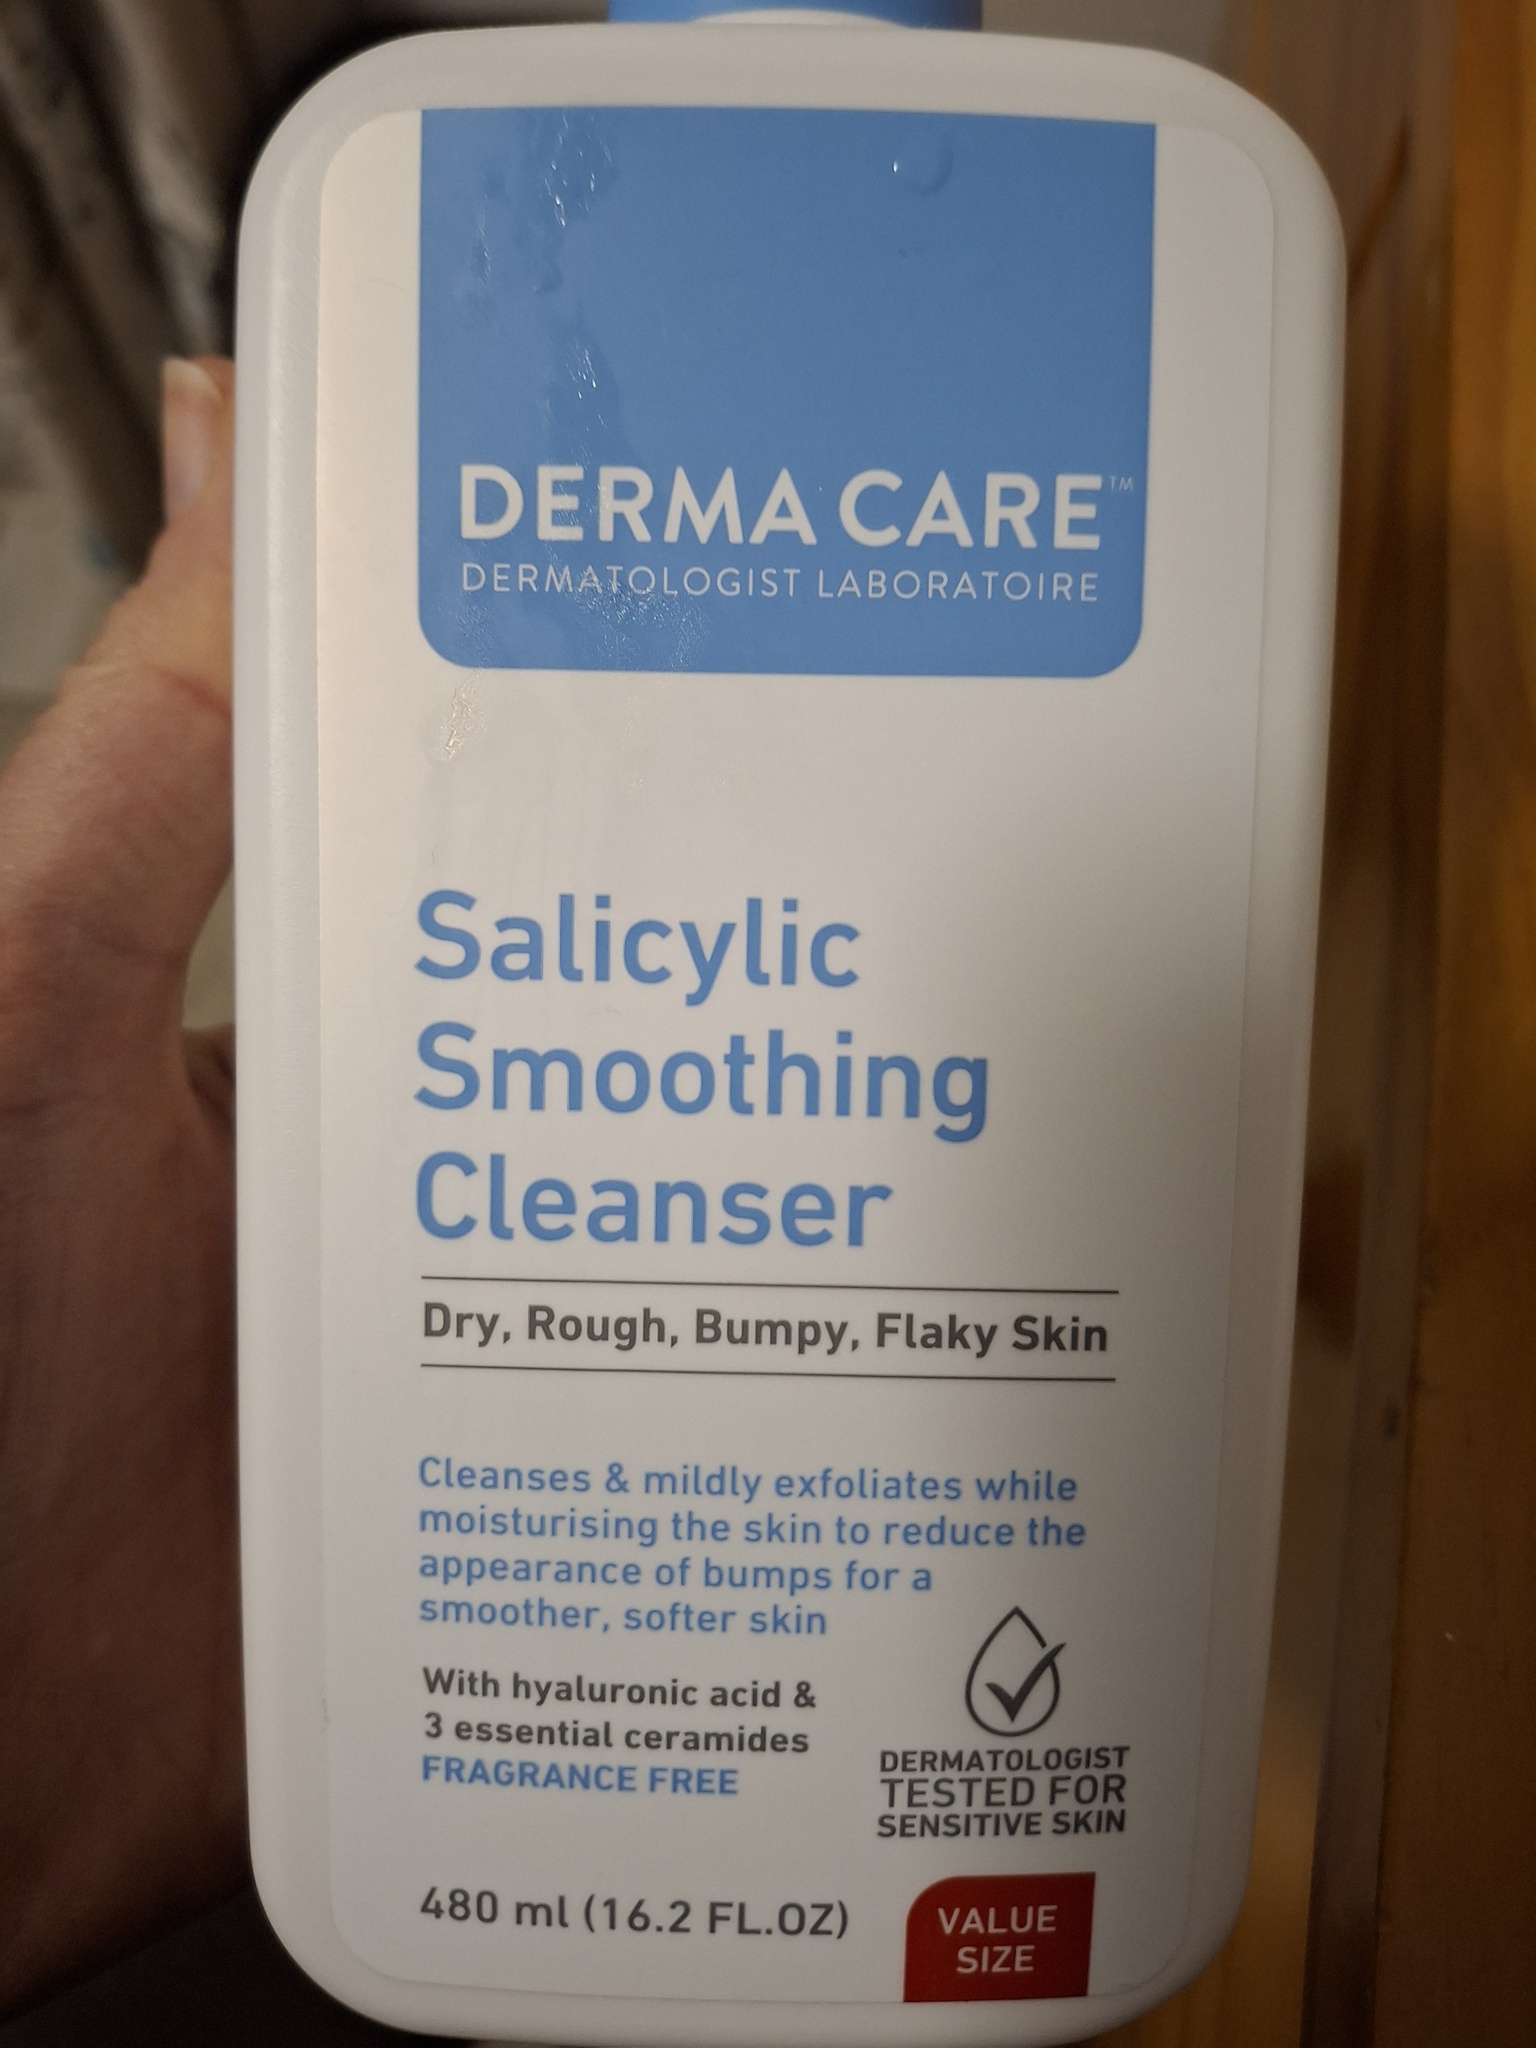 DERMA CARE™
DERMATOLOGIST LABORATOIRE
Salicylic
Smoothing
Cleanser
Dry, Rough, Bumpy, Flaky Skin
Cleanses & mildly exfoliates while
moisturising the skin to reduce the
appearance of bumps for a
smoother, softer skin
With hyaluronic acid &
3 essential ceramides
FRAGRANCE FREE
DERMATOLOGIST
TESTED FOR
SENSITIVE SKIN
480 ml (16.2 FL.OZ)
VALUE
SIZE